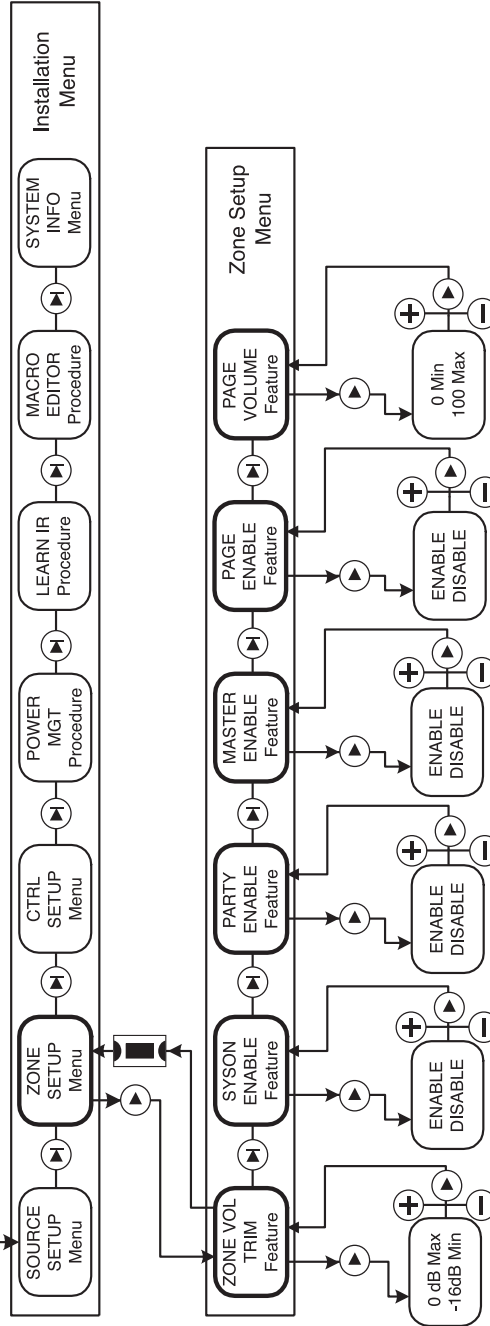 Installation
Menu
SOURCE
SETUP
Menu
ZONE
SETUP
Menu
CTRL
SETUP
Menu
POWER
MGT
Procedure
LEARN IR
Procedure
MACRO
EDITOR
Procedure
SYSTEM
INFO
Menu
Zone Setup
Menu
ZONE VOL
TRIM
Feature
SYSON
ENABLE
Feature
PARTY
ENABLE
Feature
MASTER
ENABLE
Feature
PAGE
ENABLE
Feature
PAGE
VOLUME
Feature
0 dB Max
-16dB Min
ENABLE
DISABLE
ENABLE
DISABLE
ENABLE
DISABLE
ENABLE
DISABLE
0 Min
100 Max